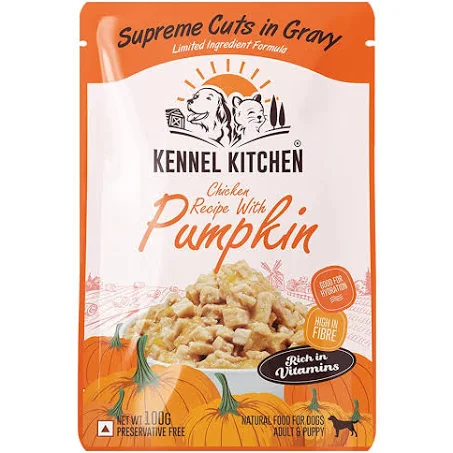 Supreme Cuts in Gravy
Limited Ingredient Formula
KENNEL KITCHEN®
Chicken
Recipe With
Pumpkin
GOOD FOR
HYDRATION
HIGH IN
FIBRE
Rich in
Vitamins
NET WT 100G
PRESERVATIVE FREE
NATURAL FOOD FOR DOGS
ADULT & PUPPY